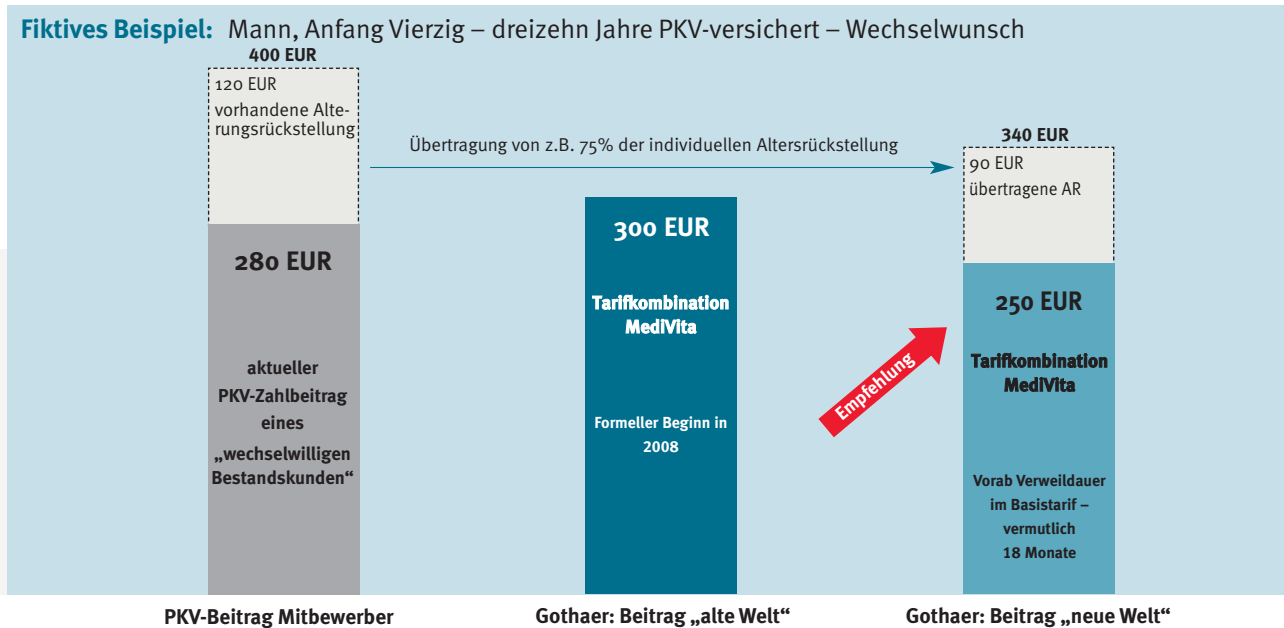 Fiktives Beispiel: Mann, Anfang Vierzig – dreizehn Jahre PKV-versichert – Wechselwunsch
400 EUR
120 EUR
vorhandene Alte-
rungsrückstellung
280 EUR
aktueller
PKV-Zahlbeitrag
eines
„wechselwilligen
Bestandskunden“
PKV-Beitrag Mitbewerber
Übertragung von z.B. 75% der individuellen Altersrückstellung
300 EUR
Tarifkombination
MediVita
Formeller Beginn in
2008
Gothaer: Beitrag „alte Welt“
Empfehlung
340 EUR
90 EUR
übertragene AR
250 EUR
Tarifkombination
MediVita
Vorab Verweildauer
im Basistarif –
vermutlich
18 Monate
Gothaer: Beitrag „neue Welt“